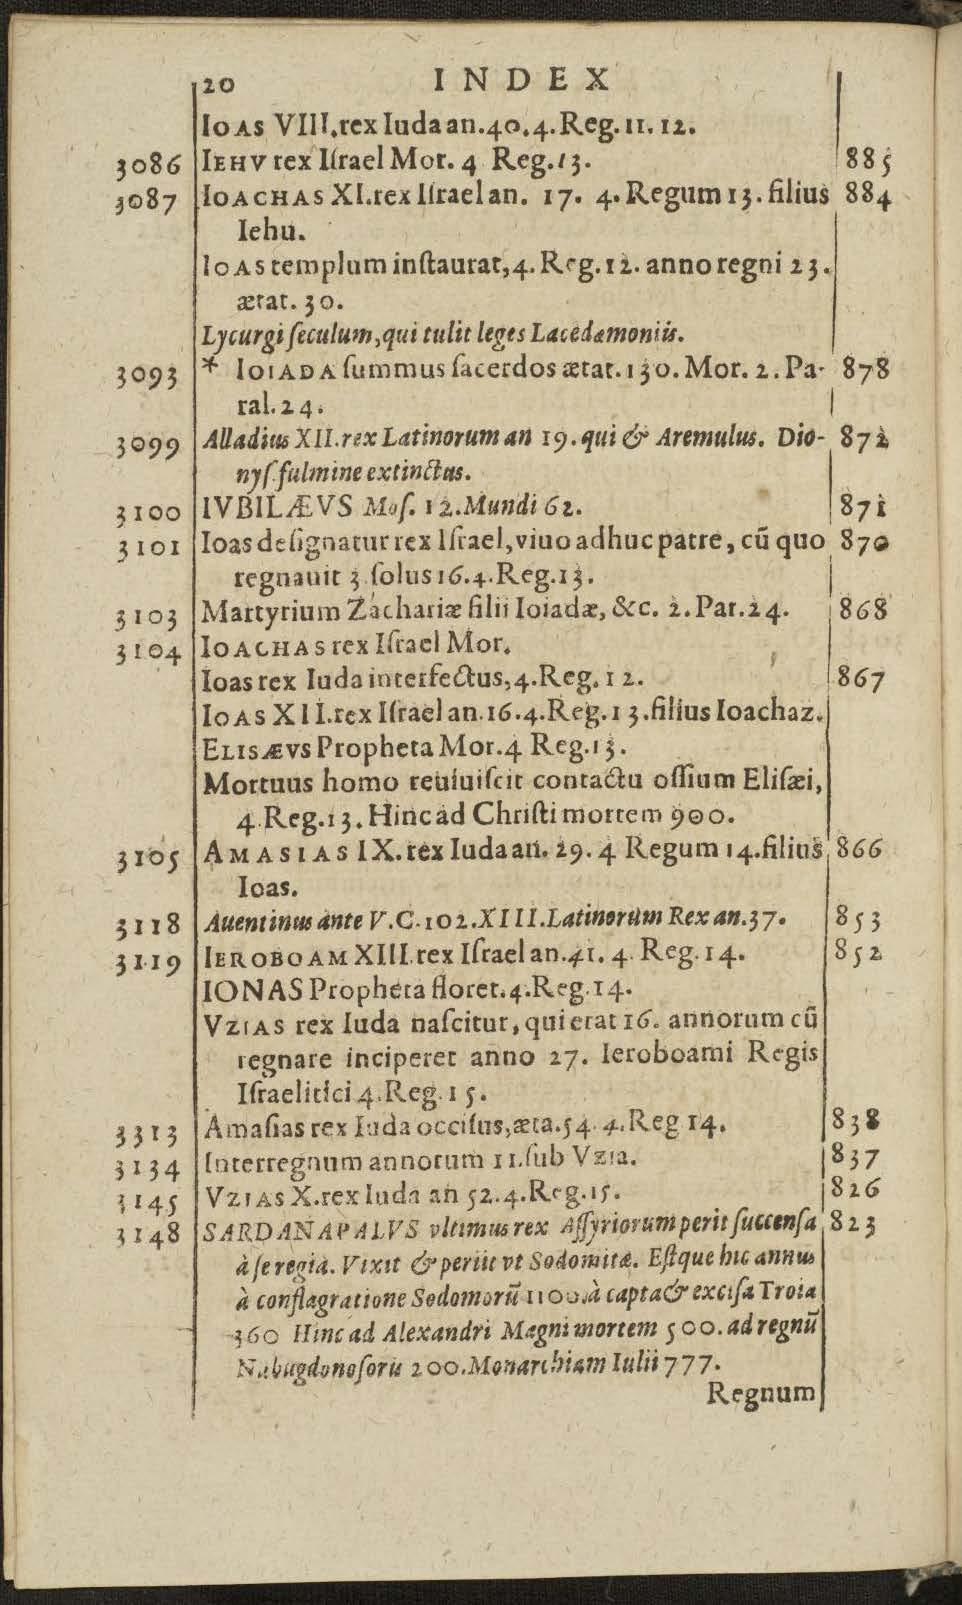 20 INDEX
IOAS VIII. rex Iuda an. 40. 4. Reg. 11. 12.
3086 IEHV rex Iſrael Mor. 4 Reg. 13. 885
3087 IOACHAS XI. rex Iſrael an. 17. 4. Regum 13. filius 884
Iehu.
IOAS templum inſtaurat, 4. Reg. 12. anno regni 23.
ætat. 30.
Lycurgi ſeculum, qui tulit leges Lacedæmoniis.
3093 * IOIADA ſummus ſacerdos ætat. 130. Mor. 2. Pa- 878
ral. 24.
3099 Alladius XII. rex Latinorum an 19. qui & Aremulus. Dio- 872
nyſ. fulmine extinctus.
3100 IVBILÆVS Moſ. 12. Mundi 62. 871
3101 Ioas deſignatur rex Iſrael, viuo adhuc patre, cũ quo 870
regnauit 3. ſolus 16. 4. Reg. 13.
3103 Martyrium Zachariæ filii Ioiadæ, &c. 2. Par. 24. 868
3104 IOACHAS rex Iſrael Mor.
Ioas rex Iuda interfectus, 4. Reg. 12. 867
IOAS XII. rex Iſrael an. 16. 4. Reg. 13. filius Ioachaz.
ELISÆVS Propheta Mor. 4 Reg. 13.
Mortuus homo reuiuiſcit contactu oſſium Eliſæi,
4. Reg. 13. Hinc ad Chriſti mortem 900.
3105 AMASIAS IX. rex Iuda an. 29. 4 Regum 14. filius 866
Ioas.
3118 Auentinus ante V. C. 102. XIII. Latinorum Rex an. 37. 853
3119 IEROBOAM XIII. rex Iſrael an. 41. 4. Reg. 14. 852
IONAS Propheta floret. 4. Reg. 14.
VZIAS rex Iuda naſcitur, qui erat 16. annorum cũ
regnare inciperet anno 27. Ieroboami Regis
Iſraelitici 4. Reg. 15.
3313 Amaſias rex Iuda occiſus, æta. 54. 4. Reg 14. 838
3134 Interregnum annorum 11. ſub Vzia. 837
3145 VZIAS X. rex Iuda an 52. 4. Reg. 15. 826
3148 SARDANAPALVS vltimus rex Aſſyriorum perit ſuccenſa 823
à ſe regia. Vixit & periit vt Sodomitæ. Eſtque hic annus
à conflagratione Sodomorũ 1100. à capta & exciſa Troia
360 Hinc ad Alexandri Magni mortem 500. ad regnũ
Nabugdonoſoru 200. Monarchiam Iulii 777.
Regnum